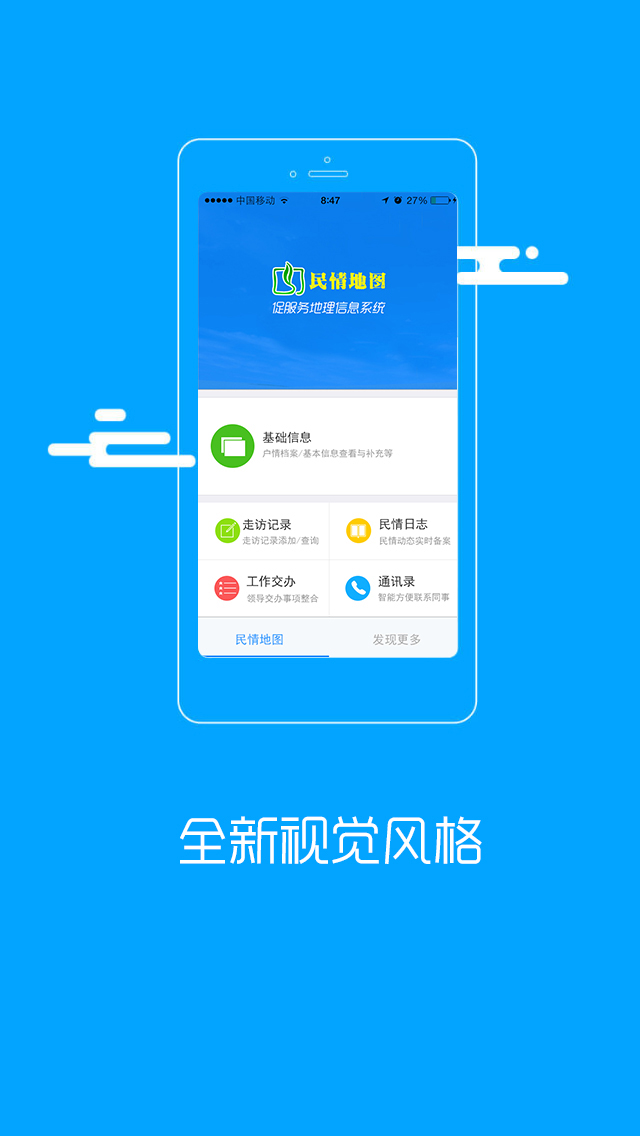 中国移动 8:47 27%
民情地图
促服务地理信息系统
基础信息
户情档案/基本信息查看与补充等
走访记录
走访记录添加/查询
民情日志
民情动态实时备案
工作交办
领导交办事项整合
通讯录
智能方便联系同事
民情地图 发现更多
全新视觉风格